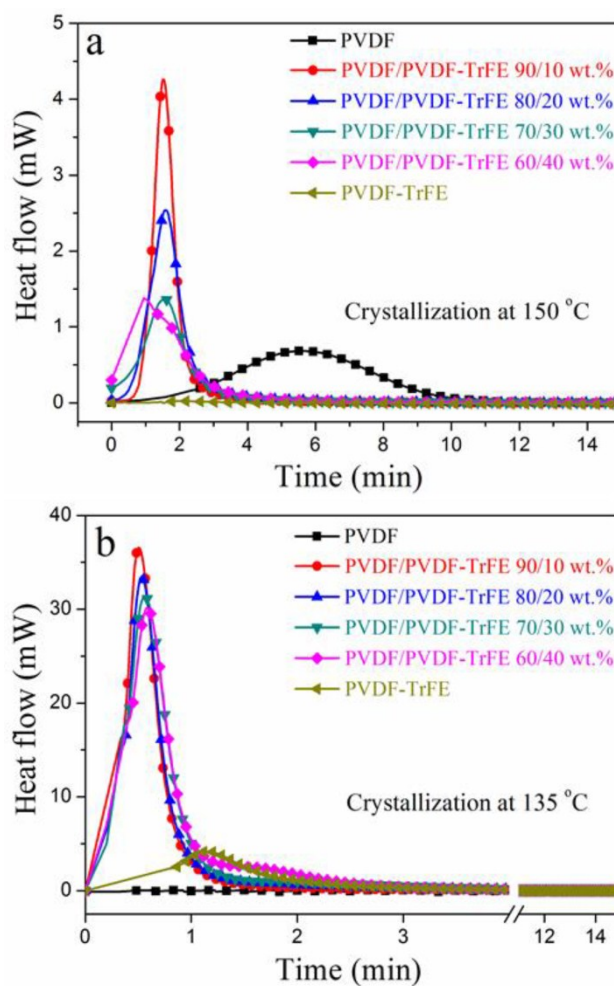 a
PVDF
PVDF/PVDF-TrFE 90/10 wt.%
PVDF/PVDF-TrFE 80/20 wt.%
PVDF/PVDF-TrFE 70/30 wt.%
PVDF/PVDF-TrFE 60/40 wt.%
PVDF-TrFE
Crystallization at 150 °C
Heat flow (mW)
5
4
3
2
1
0
0 2 4 6 8 10 12 14
Time (min)
b
PVDF
PVDF/PVDF-TrFE 90/10 wt.%
PVDF/PVDF-TrFE 80/20 wt.%
PVDF/PVDF-TrFE 70/30 wt.%
PVDF/PVDF-TrFE 60/40 wt.%
PVDF-TrFE
Crystallization at 135 °C
Heat flow (mW)
40
30
20
10
0
0 1 2 3 12 14
Time (min)